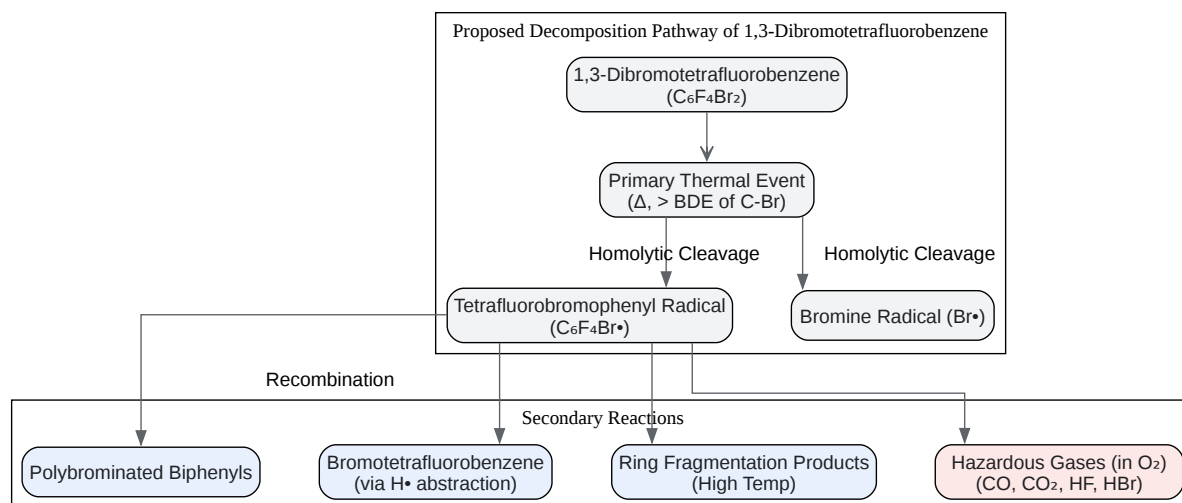 Proposed Decomposition Pathway of 1,3-Dibromotetrafluorobenzene
1,3-Dibromotetrafluorobenzene
(C₆F₄Br₂)
Primary Thermal Event
(Δ, > BDE of C-Br)
Homolytic Cleavage
Homolytic Cleavage
Tetrafluorobromophenyl Radical
(C₆F₄Br•)
Bromine Radical (Br•)
Recombination
Secondary Reactions
Polybrominated Biphenyls
Bromotetrafluorobenzene
(via H• abstraction)
Ring Fragmentation Products
(High Temp)
Hazardous Gases (in O₂)
(CO, CO₂, HF, HBr)